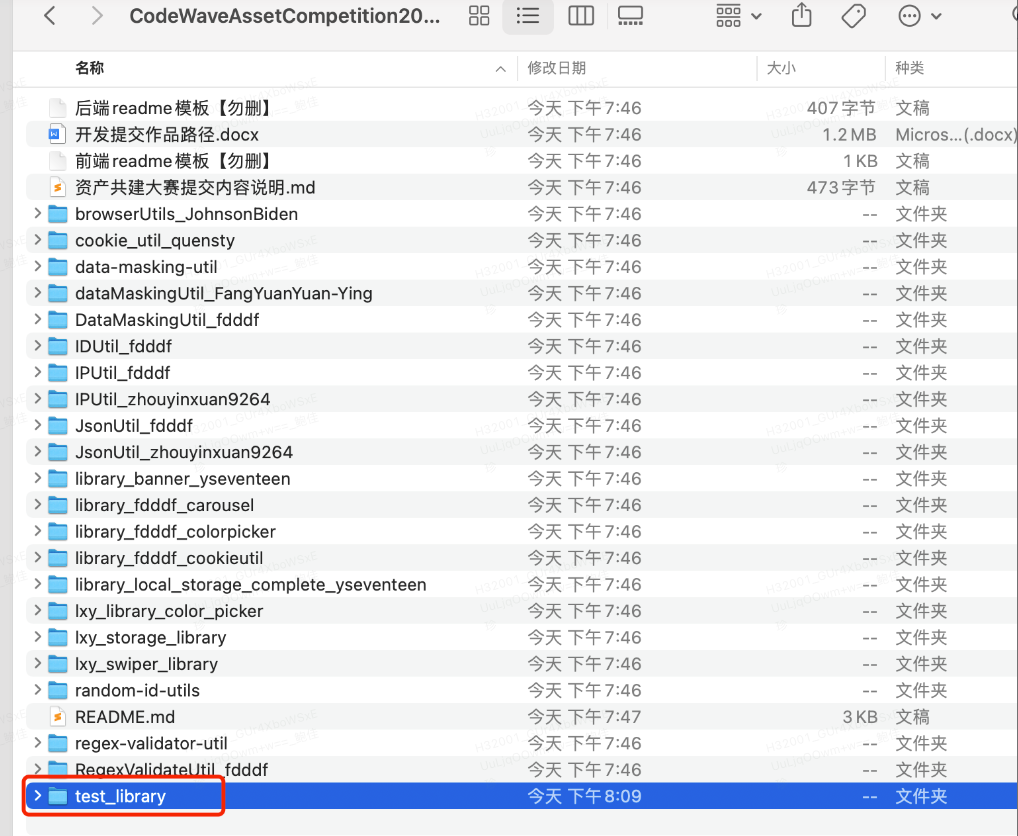 CodeWaveAssetCompetition20...
名称 修改日期 大小 种类
后端readme模板【勿删】 今天 下午7:46 407字节 文稿
开发提交作品路径.docx 今天 下午7:46 1.2 MB Micros...(.docx)
前端readme模板【勿删】 今天 下午7:46 1 KB 文稿
资产共建大赛提交内容说明.md 今天 下午7:46 473字节 文稿
browserUtils_JohnsonBiden 今天 下午7:46 -- 文件夹
cookie_util_quensty 今天 下午7:46 -- 文件夹
data-masking-util 今天 下午7:46 -- 文件夹
dataMaskingUtil_FangYuanYuan-Ying 今天 下午7:46 -- 文件夹
DataMaskingUtil_fdddf 今天 下午7:46 -- 文件夹
IDUtil_fdddf 今天 下午7:46 -- 文件夹
IPUtil_fdddf 今天 下午7:46 -- 文件夹
IPUtil_zhouyinxuan9264 今天 下午7:46 -- 文件夹
JsonUtil_fdddf 今天 下午7:46 -- 文件夹
JsonUtil_zhouyinxuan9264 今天 下午7:46 -- 文件夹
library_banner_yseventeen 今天 下午7:46 -- 文件夹
library_fdddf_carousel 今天 下午7:46 -- 文件夹
library_fdddf_colorpicker 今天 下午7:46 -- 文件夹
library_fdddf_cookieutil 今天 下午7:46 -- 文件夹
library_local_storage_complete_yseventeen 今天 下午7:46 -- 文件夹
lxy_library_color_picker 今天 下午7:46 -- 文件夹
lxy_storage_library 今天 下午7:46 -- 文件夹
lxy_swiper_library 今天 下午7:46 -- 文件夹
random-id-utils 今天 下午7:46 -- 文件夹
README.md 今天 下午7:47 3 KB 文稿
regex-validator-util 今天 下午7:46 -- 文件夹
RegexValidateUtil_fdddf 今天 下午7:46 -- 文件夹
test_library 今天 下午8:09 -- 文件夹